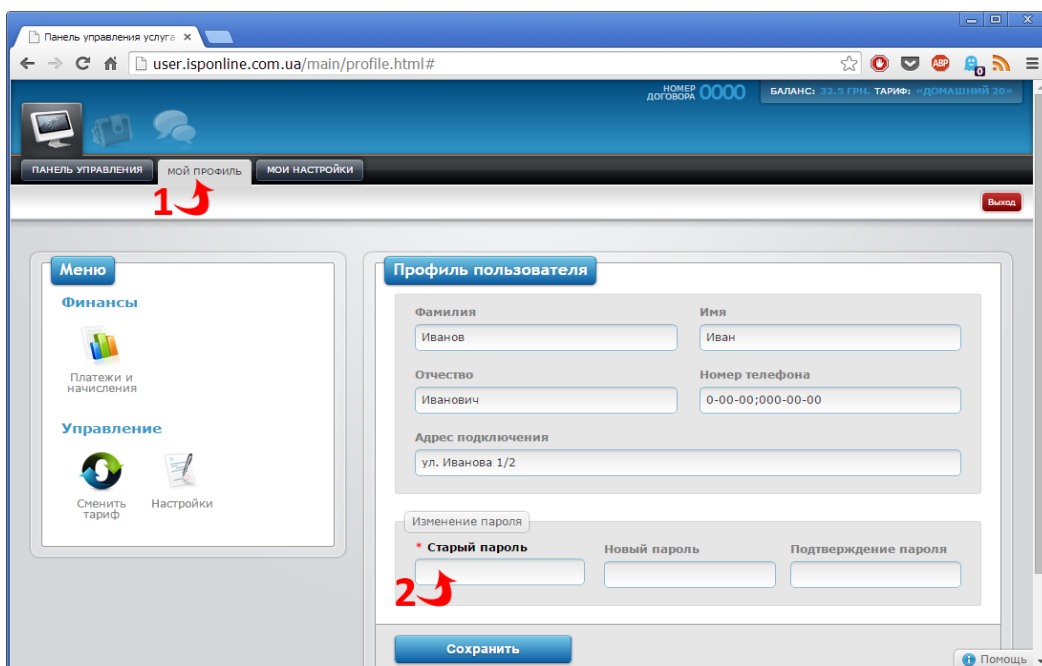 Панель управления услуга
user.isponline.com.ua/main/profile.html#
ABP
0
НОМЕР ДОГОВОРА 0000
БАЛАНС: 32.5 ГРН. ТАРИФ: «ДОМАШНИЙ 20»
ПАНЕЛЬ УПРАВЛЕНИЯ МОЙ ПРОФИЛЬ МОИ НАСТРОЙКИ
1
Выход
Меню
Финансы
Платежи и
начисления
Управление
Сменить
тариф
Настройки
Профиль пользователя
Фамилия Имя
Иванов Иван
Отчество Номер телефона
Иванович 0-00-00;000-00-00
Адрес подключения
ул. Иванова 1/2
Изменение пароля
* Старый пароль Новый пароль Подтверждение пароля
2
Сохранить
Помощь